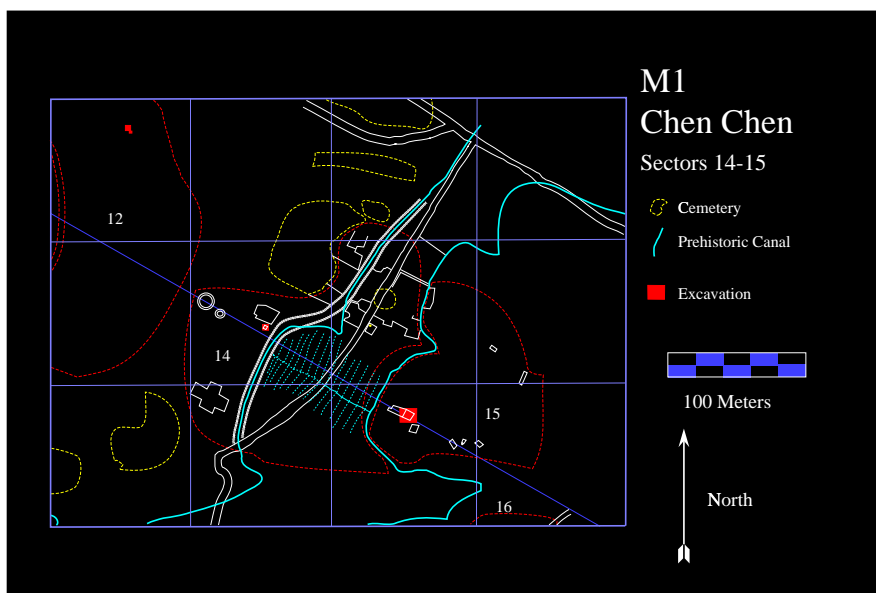 M1
Chen Chen
Sectors 14-15
Cemetery
Prehistoric Canal
Excavation
100 Meters
North
12
14
15
16